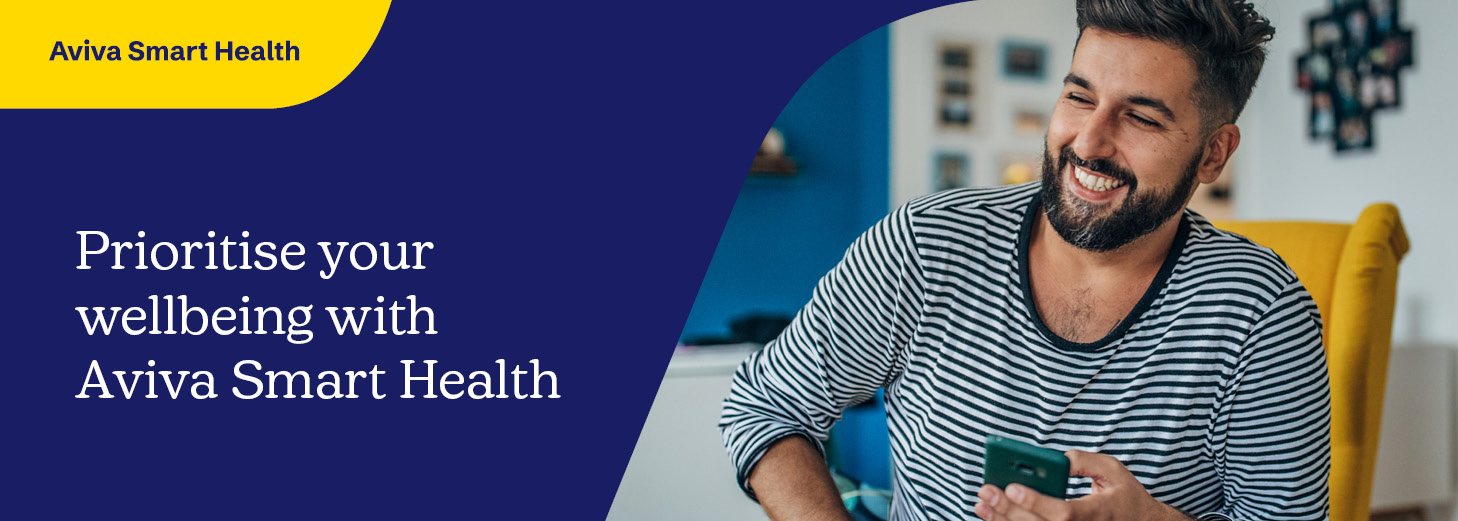 Aviva Smart Health
Prioritise your
wellbeing with
Aviva Smart Health